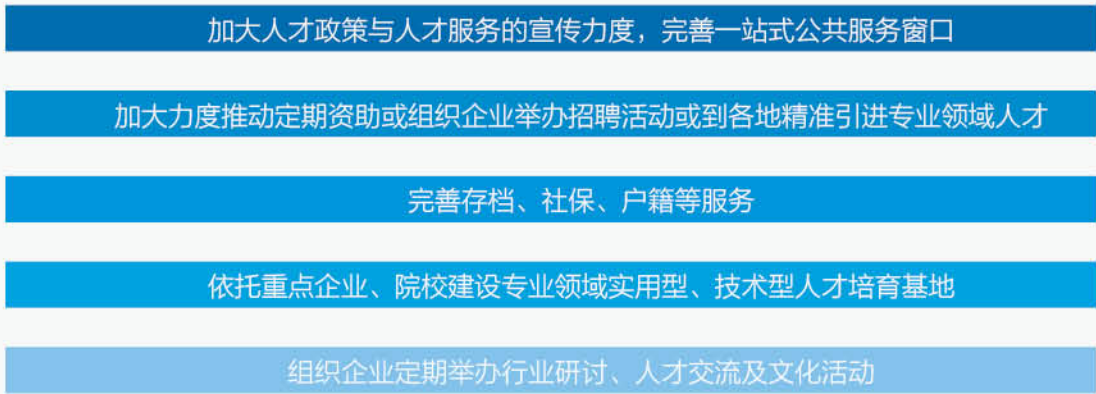 加大人才政策与人才服务的宣传力度，完善一站式公共服务窗口
加大力度推动定期资助或组织企业举办招聘活动或到各地精准引进专业领域人才
完善存档、社保、户籍等服务
依托重点企业、院校建设专业领域实用型、技术型人才培育基地
组织企业定期举办行业研讨、人才交流及文化活动